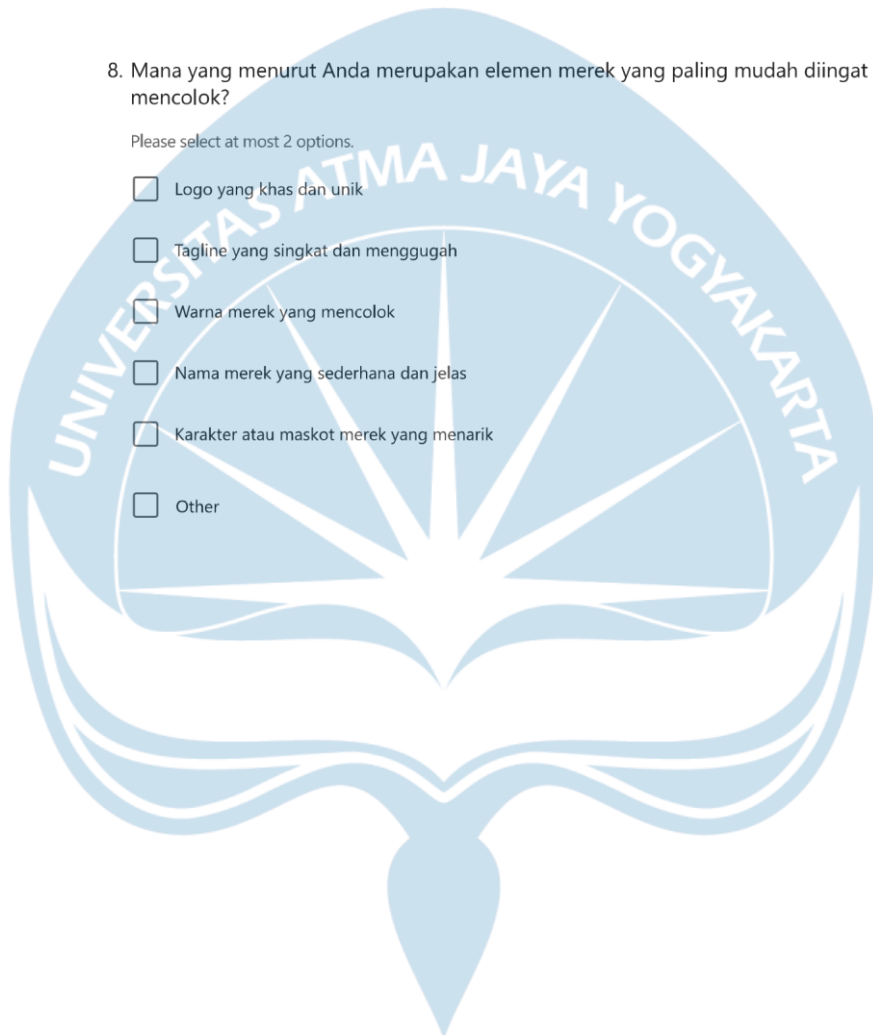 8. Mana yang menurut Anda merupakan elemen merek yang paling mudah diingat
mencolok?
Please select at most 2 options.
Logo yang khas dan unik
Tagline yang singkat dan menggugah
Warna merek yang mencolok
Nama merek yang sederhana dan jelas
Karakter atau maskot merek yang menarik
Other
UNIVERSITAS ATMA JAYA YOGYAKARTA